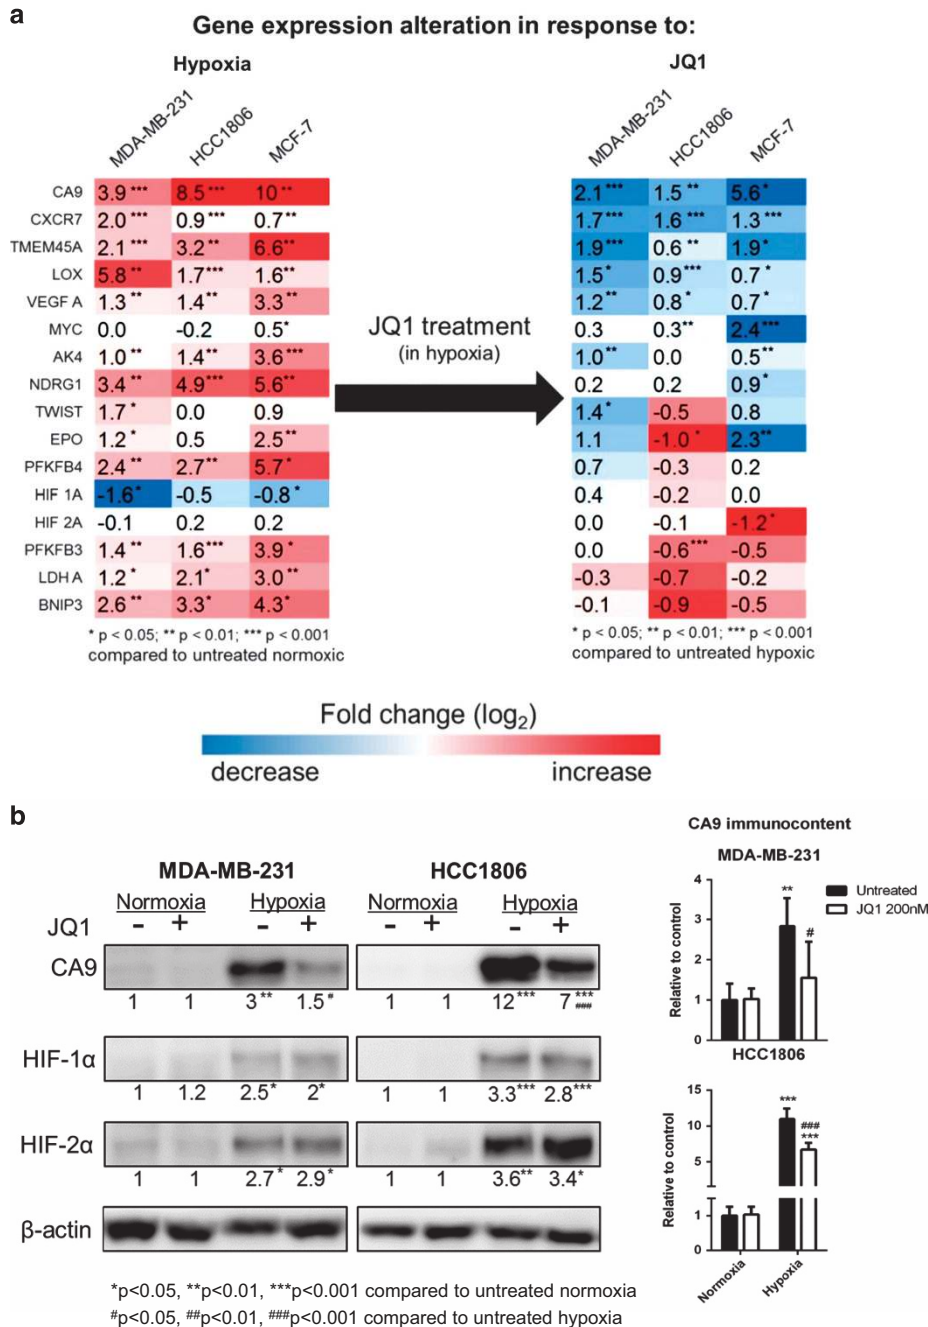 a
Gene expression alteration in response to:
Hypoxia
JQ1
MDA-MB-231 HCC1806 MCF-7
MDA-MB-231 HCC1806 MCF-7
CA9 3.9 *** 8.5 *** 10 ** 2.1 *** 1.5 ** 5.6 *
CXCR7 2.0 *** 0.9 *** 0.7 ** 1.7 *** 1.6 *** 1.3 ***
TMEM45A 2.1 *** 3.2 ** 6.6 ** 1.9 *** 0.6 ** 1.9 *
LOX 5.8 ** 1.7 *** 1.6 ** 1.5 * 0.9 *** 0.7 *
VEGF A 1.3 ** 1.4 ** 3.3 ** 1.2 ** 0.8 * 0.7 *
MYC 0.0 -0.2 0.5 * 0.3 0.3 ** 2.4 ***
AK4 1.0 ** 1.4 ** 3.6 *** 1.0 ** 0.0 0.5 **
NDRG1 3.4 ** 4.9 *** 5.6 ** 0.2 0.2 0.9 *
TWIST 1.7 * 0.0 0.9 1.4 * -0.5 0.8
EPO 1.2 * 0.5 2.5 ** 1.1 -1.0 * 2.3 **
PFKFB4 2.4 ** 2.7 ** 5.7 * 0.7 -0.3 0.2
HIF 1A -1.6 * -0.5 -0.8 * 0.4 -0.2 0.0
HIF 2A -0.1 0.2 0.2 0.0 -0.1 -1.2 *
PFKFB3 1.4 ** 1.6 *** 3.9 * 0.0 -0.6 *** -0.5
LDH A 1.2 * 2.1 * 3.0 ** -0.3 -0.7 -0.2
BNIP3 2.6 ** 3.3 * 4.3 * -0.1 -0.9 -0.5
JQ1 treatment
(in hypoxia)
* p < 0.05; ** p < 0.01; *** p < 0.001
compared to untreated normoxic
* p < 0.05; ** p < 0.01; *** p < 0.001
compared to untreated hypoxic
Fold change (log2)
decrease increase
b
MDA-MB-231 HCC1806
Normoxia Hypoxia Normoxia Hypoxia
JQ1 - + - + - + - +
CA9
1 1 3 ** 1.5 # 1 1 12 *** 7 *** ###
HIF-1α
1 1.2 2.5 * 2 * 1 1 3.3 *** 2.8 ***
HIF-2α
1 1 2.7 * 2.9 * 1 1 3.6 ** 3.4 *
β-actin
*p<0.05, **p<0.01, ***p<0.001 compared to untreated normoxia
#p<0.05, ##p<0.01, ###p<0.001 compared to untreated hypoxia
CA9 immunocontent
MDA-MB-231
Relative to control
4
3
2
1
0
** #
Untreated
JQ1 200nM
HCC1806
Relative to control
15
10
5
1
0
***
###
***
Normoxia Hypoxia